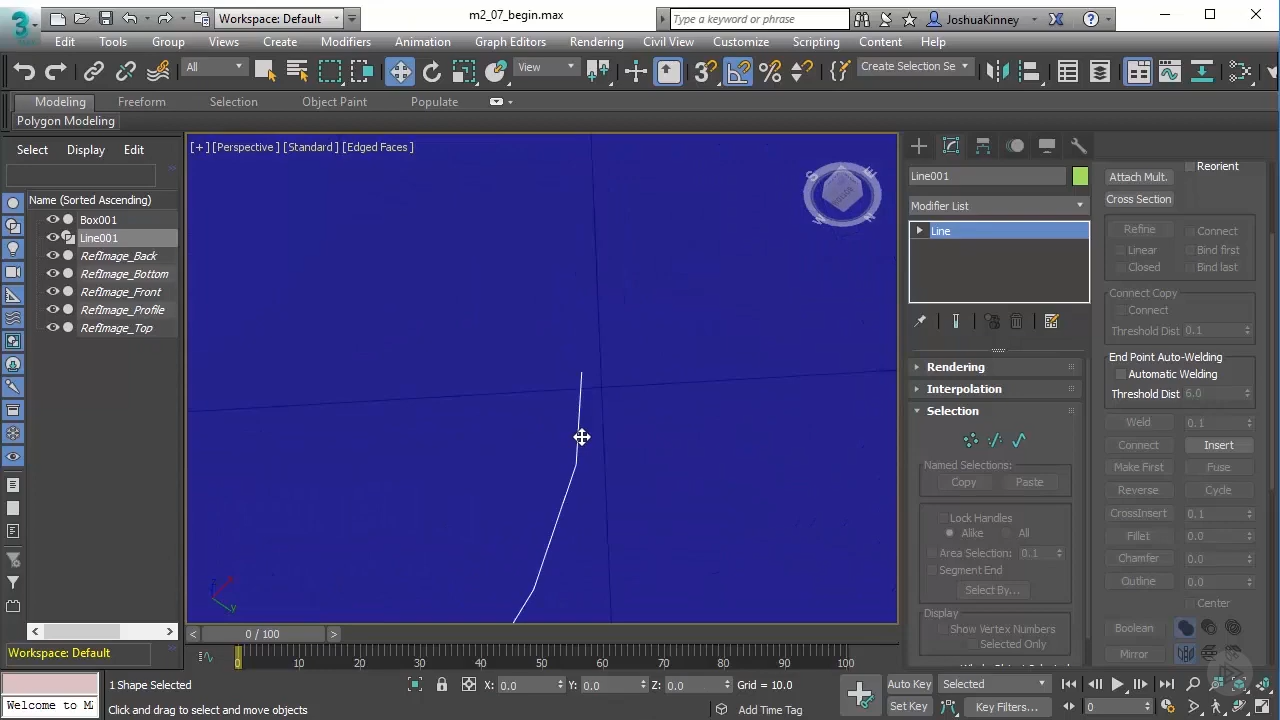 3
Workspace: Default
m2_07_begin.max
Type a keyword or phrase
JoshuaKinney
Edit Tools Group Views Create Modifiers Animation Graph Editors Rendering Civil View Customize Scripting Content Help
All
View
3
Create Selection Se
Modeling Freeform Selection Object Paint Populate
Polygon Modeling
Select Display Edit
Name (Sorted Ascending)
Box001
Line001
RefImage_Back
RefImage_Bottom
RefImage_Front
RefImage_Profile
RefImage_Top
[+] [Perspective] [Standard] [Edged Faces]
S E W N
z x y
Line001
Modifier List
Line
Rendering
Interpolation
Selection
Named Selections:
Copy Paste
Lock Handles
Alike All
Area Selection: 0.1
Segment End
Select By...
Display
Show Vertex Numbers
Selected Only
Reorient
Attach Mult.
Cross Section
Refine Connect
Linear Bind first
Closed Bind last
Connect Copy
Connect
Threshold Dist 0.1
End Point Auto-Welding
Automatic Welding
Threshold Dist 6.0
Weld 0.1
Connect Insert
Make First Fuse
Reverse Cycle
CrossInsert 0.1
Fillet 0.0
Chamfer 0.0
Outline 0.0
Center
Boolean
Mirror
< 0 / 100 >
0 10 20 30 40 50 60 70 80 90 100
Workspace: Default
Welcome to M
1 Shape Selected
X: 0.0 Y: 0.0 Z: 0.0 Grid = 10.0
Click and drag to select and move objects
Add Time Tag
Auto Key Selected
Set Key Key Filters...
0